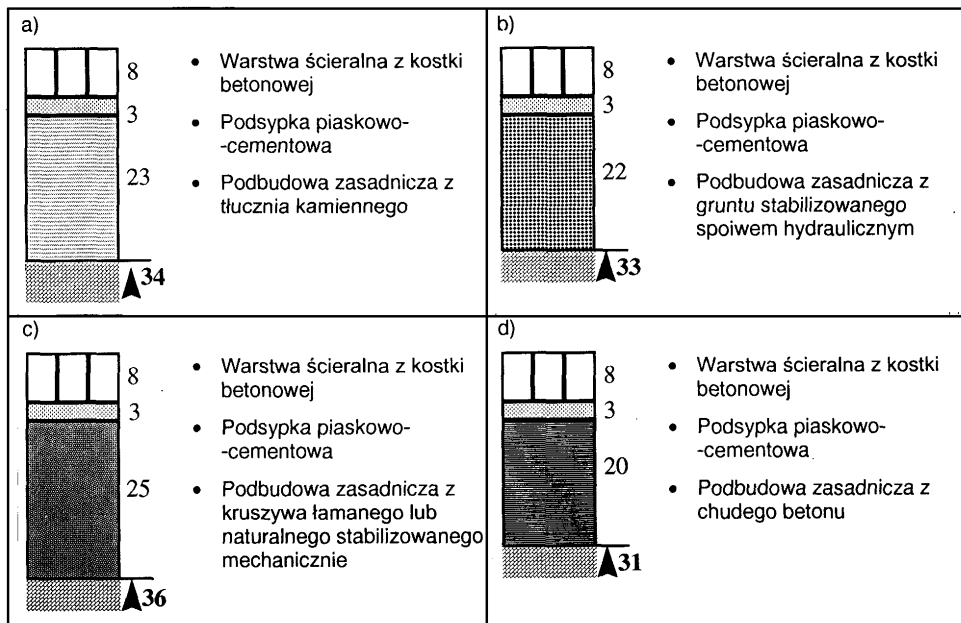 a)
8
3
23
34
• Warstwa ścieralna z kostki
betonowej
• Podsypka piaskowo-
-cementowa
• Podbudowa zasadnicza z
tłucznia kamiennego
b)
8
3
22
33
• Warstwa ścieralna z kostki
betonowej
• Podsypka piaskowo-
-cementowa
• Podbudowa zasadnicza z
gruntu stabilizowanego
spoiwem hydraulicznym
c)
8
3
25
36
• Warstwa ścieralna z kostki
betonowej
• Podsypka piaskowo-
-cementowa
• Podbudowa zasadnicza z
kruszywa łamanego lub
naturalnego stabilizowanego
mechanicznie
d)
8
3
20
31
• Warstwa ścieralna z kostki
betonowej
• Podsypka piaskowo-
-cementowa
• Podbudowa zasadnicza z
chudego betonu